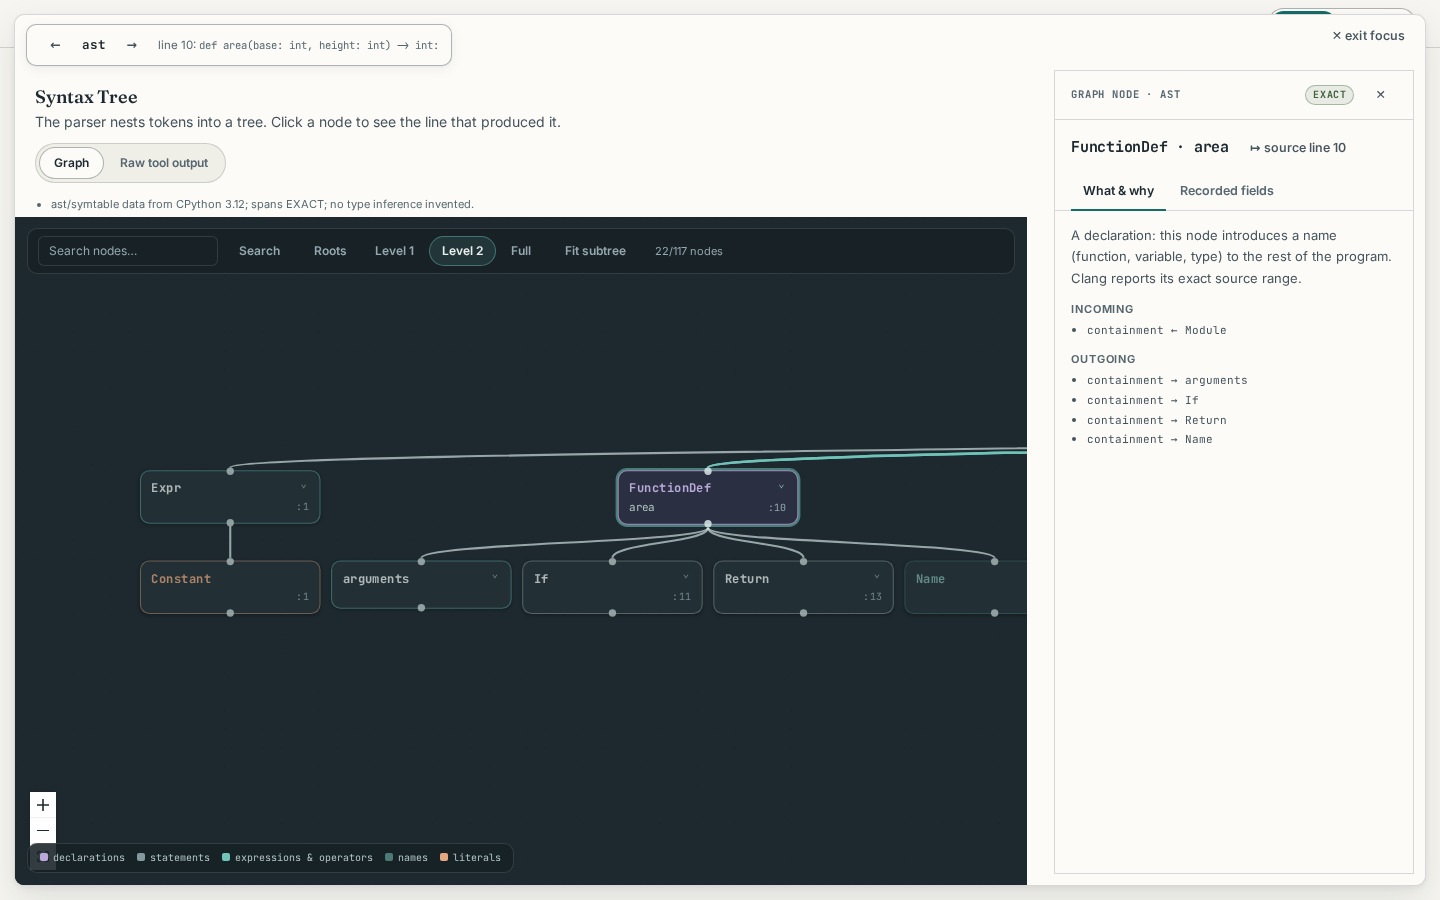 ← ast → line 10: def area(base: int, height: int) -> int:
✕ exit focus
Syntax Tree
The parser nests tokens into a tree. Click a node to see the line that produced it.
Graph
Raw tool output
• ast/symtable data from CPython 3.12; spans EXACT; no type inference invented.
Search nodes...
Search
Roots
Level 1
Level 2
Full
Fit subtree
22/117 nodes
Expr
:1
FunctionDef
area :10
Constant
:1
arguments
If
:11
Return
:13
Name
+
−
declarations
statements
expressions & operators
names
literals
GRAPH NODE · AST
EXACT
✕
FunctionDef · area
↦ source line 10
What & why
Recorded fields
A declaration: this node introduces a name
(function, variable, type) to the rest of the program.
Clang reports its exact source range.
INCOMING
• containment ← Module
OUTGOING
• containment → arguments
• containment → If
• containment → Return
• containment → Name